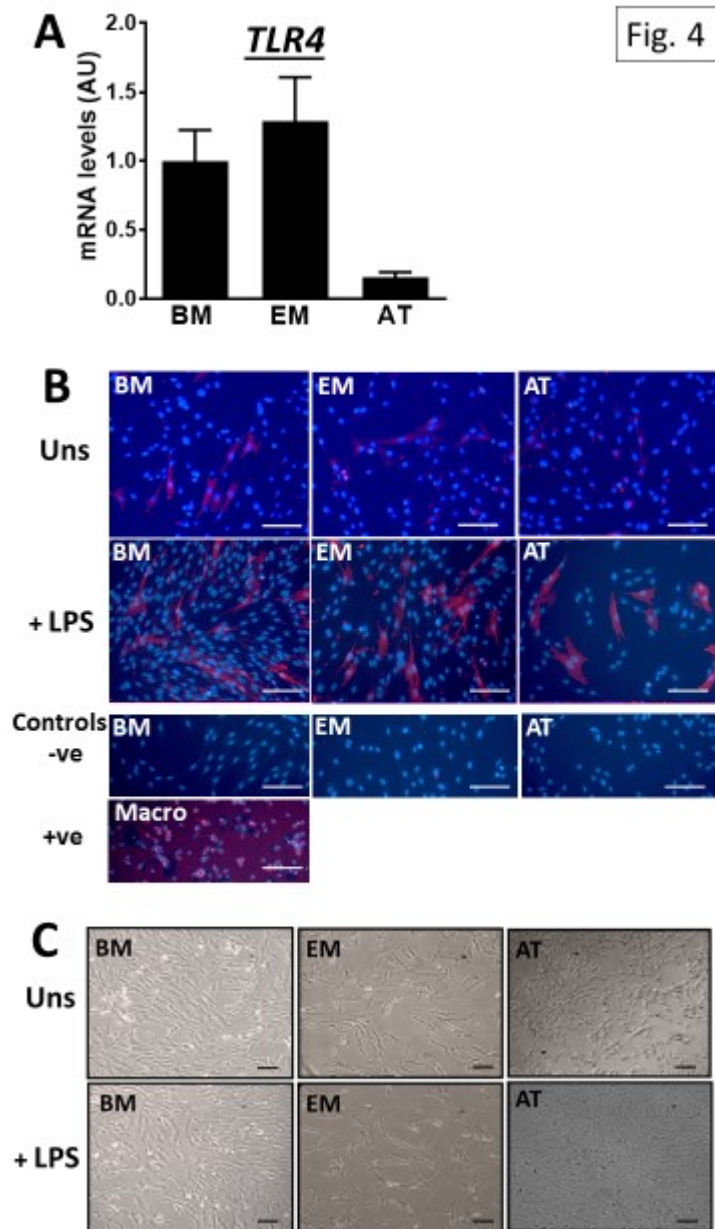 A
TLR4
Fig. 4
mRNA levels (AU)
2.0
1.5
1.0
0.5
0.0
BM EM AT
B
BM EM AT
Uns
BM EM AT
+ LPS
Controls
-ve
BM EM AT
Macro
+ve
C
BM EM AT
Uns
BM EM AT
+ LPS